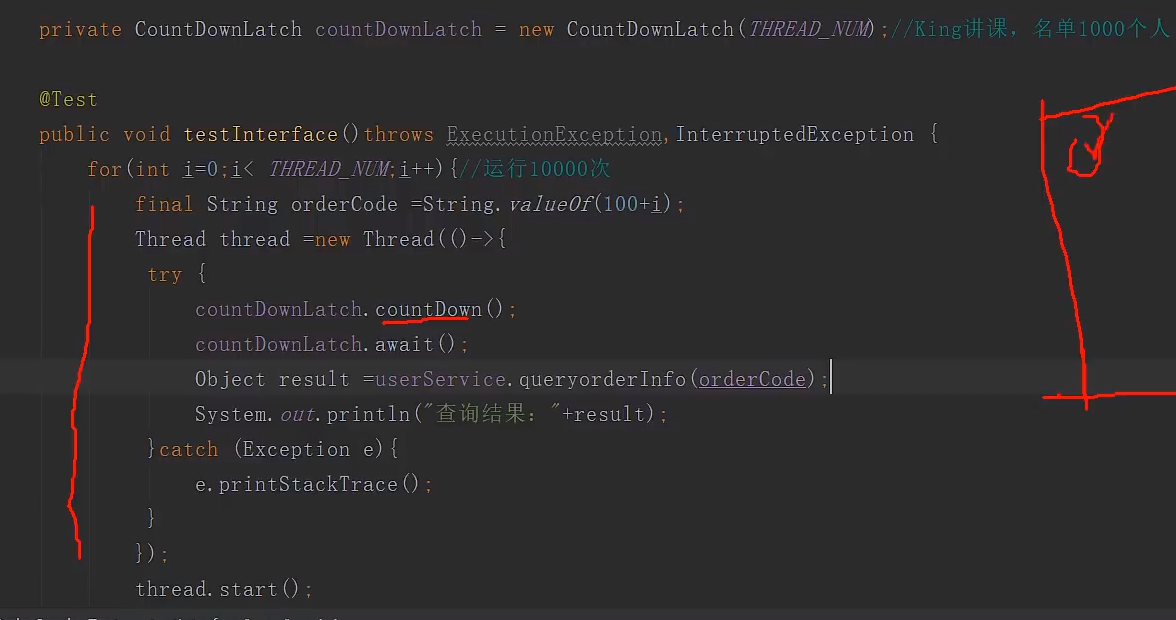 private CountDownLatch countDownLatch = new CountDownLatch(THREAD_NUM);//King讲课，名单1000个人
@Test
public void testInterface()throws ExecutionException,InterruptedException {
for(int i=0;i< THREAD_NUM;i++){//运行10000次
final String orderCode =String.valueOf(100+i);
Thread thread =new Thread(()->{
try {
countDownLatch.countDown();
countDownLatch.await();
Object result =userService.queryorderInfo(orderCode);
System.out.println("查询结果："+result);
}catch (Exception e){
e.printStackTrace();
}
});
thread.start();